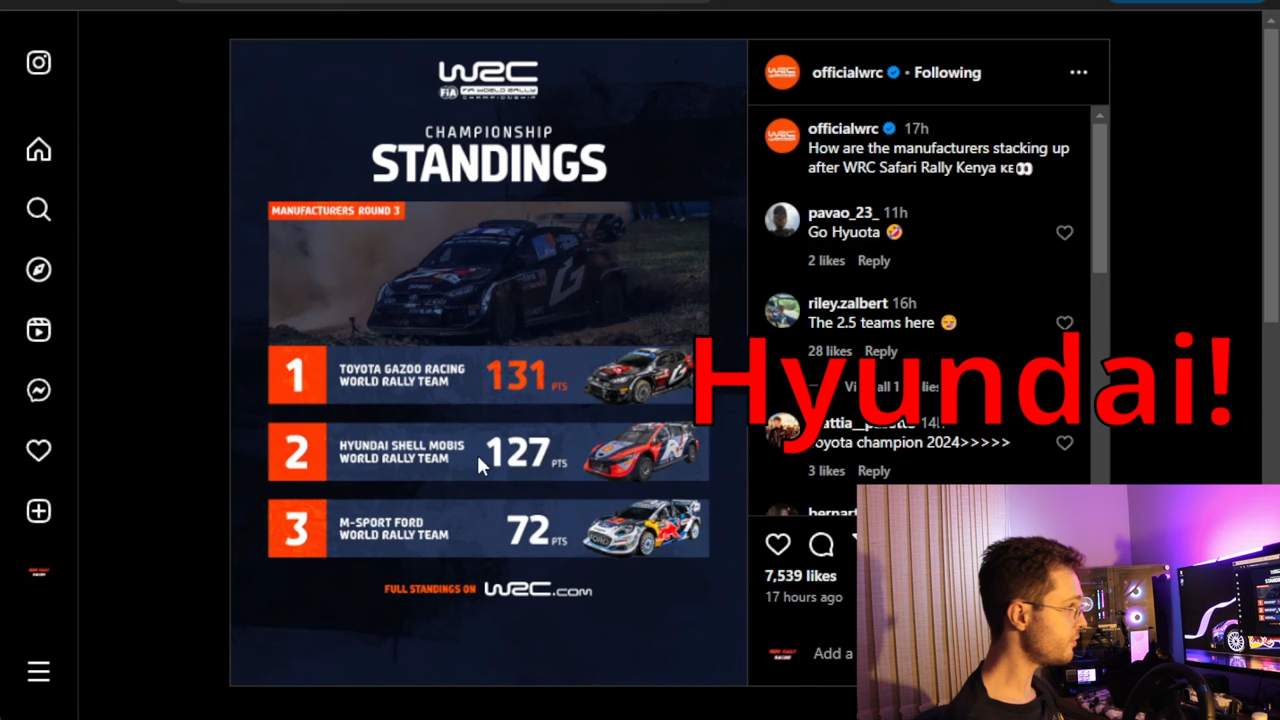 WRC
FIA WORLD RALLY
CHAMPIONSHIP
CHAMPIONSHIP
STANDINGS
MANUFACTURERS ROUND 3
1
TOYOTA GAZOO RACING
WORLD RALLY TEAM
131 PTS
2
HYUNDAI SHELL MOBIS
WORLD RALLY TEAM
127 PTS
3
M-SPORT FORD
WORLD RALLY TEAM
72 PTS
FULL STANDINGS ON WRC.COM
officialwrc • Following
officialwrc 17h
How are the manufacturers stacking up
after WRC Safari Rally Kenya 🇰🇪👀
pavao_23_ 11h
Go Hyuota 🤣
2 likes Reply
riley.zalbert 16h
The 2.5 teams here 😴
28 likes Reply
Hyundai!
Toyota champion 2024>>>>>
3 likes Reply
7,539 likes
17 hours ago
Add a